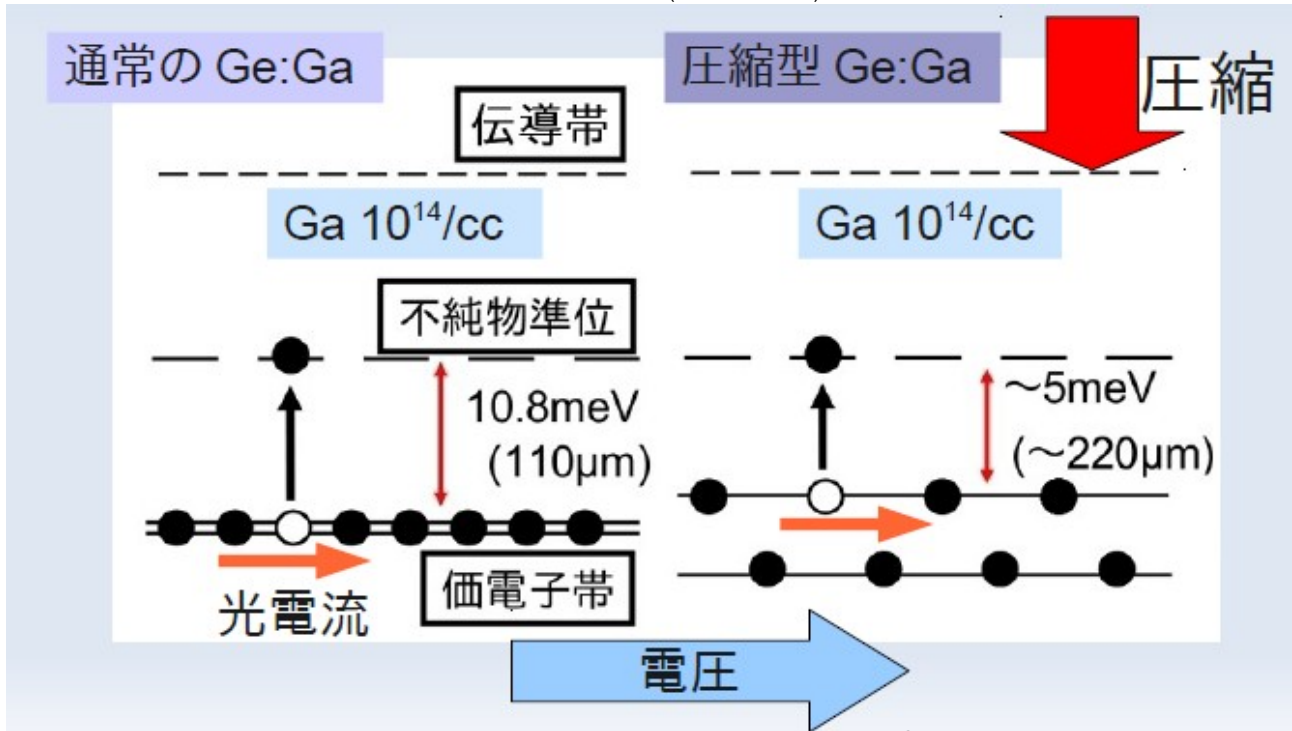 通常の Ge:Ga
圧縮型 Ge:Ga
圧縮
伝導帯
Ga 10¹⁴/cc
Ga 10¹⁴/cc
不純物準位
10.8meV
(110μm)
～5meV
(～220μm)
光電流
価電子帯
電圧